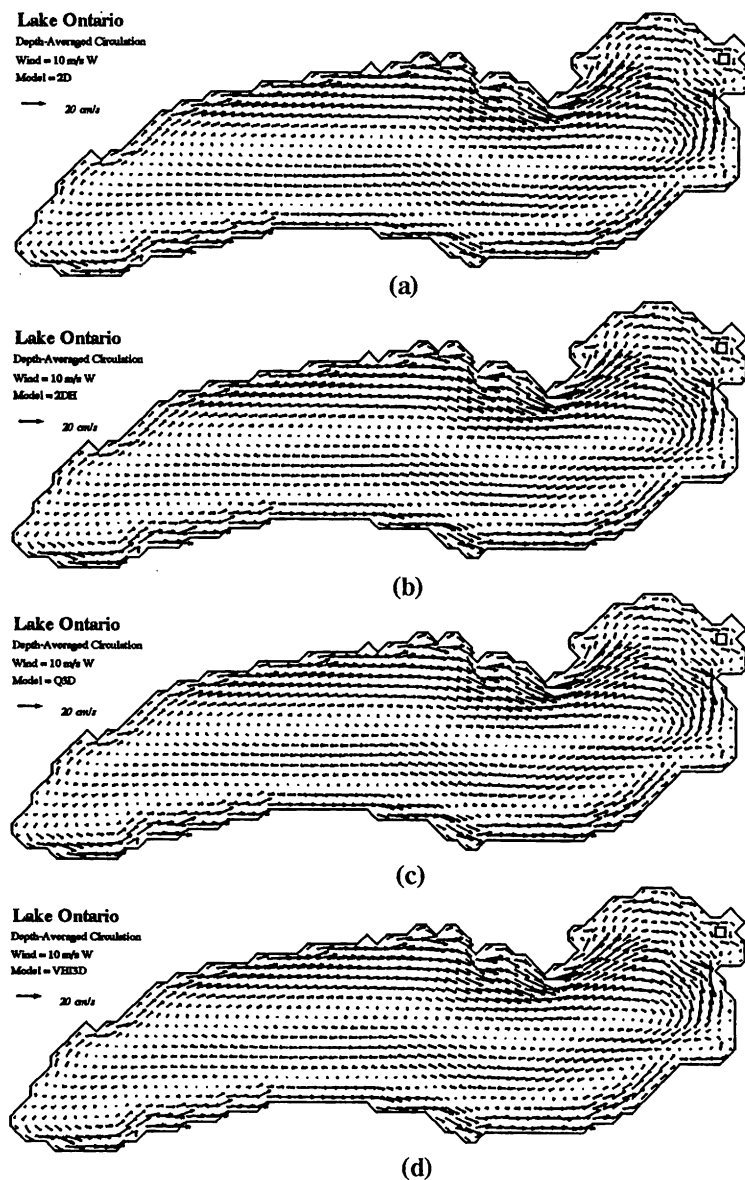 Lake Ontario
Depth-Averaged Circulation
Wind = 10 m/s W
Model = 2D
20 cm/s
(a)
Lake Ontario
Depth-Averaged Circulation
Wind = 10 m/s W
Model = 2DH
20 cm/s
(b)
Lake Ontario
Depth-Averaged Circulation
Wind = 10 m/s W
Model = Q3D
20 cm/s
(c)
Lake Ontario
Depth-Averaged Circulation
Wind = 10 m/s W
Model = VHI3D
20 cm/s
(d)